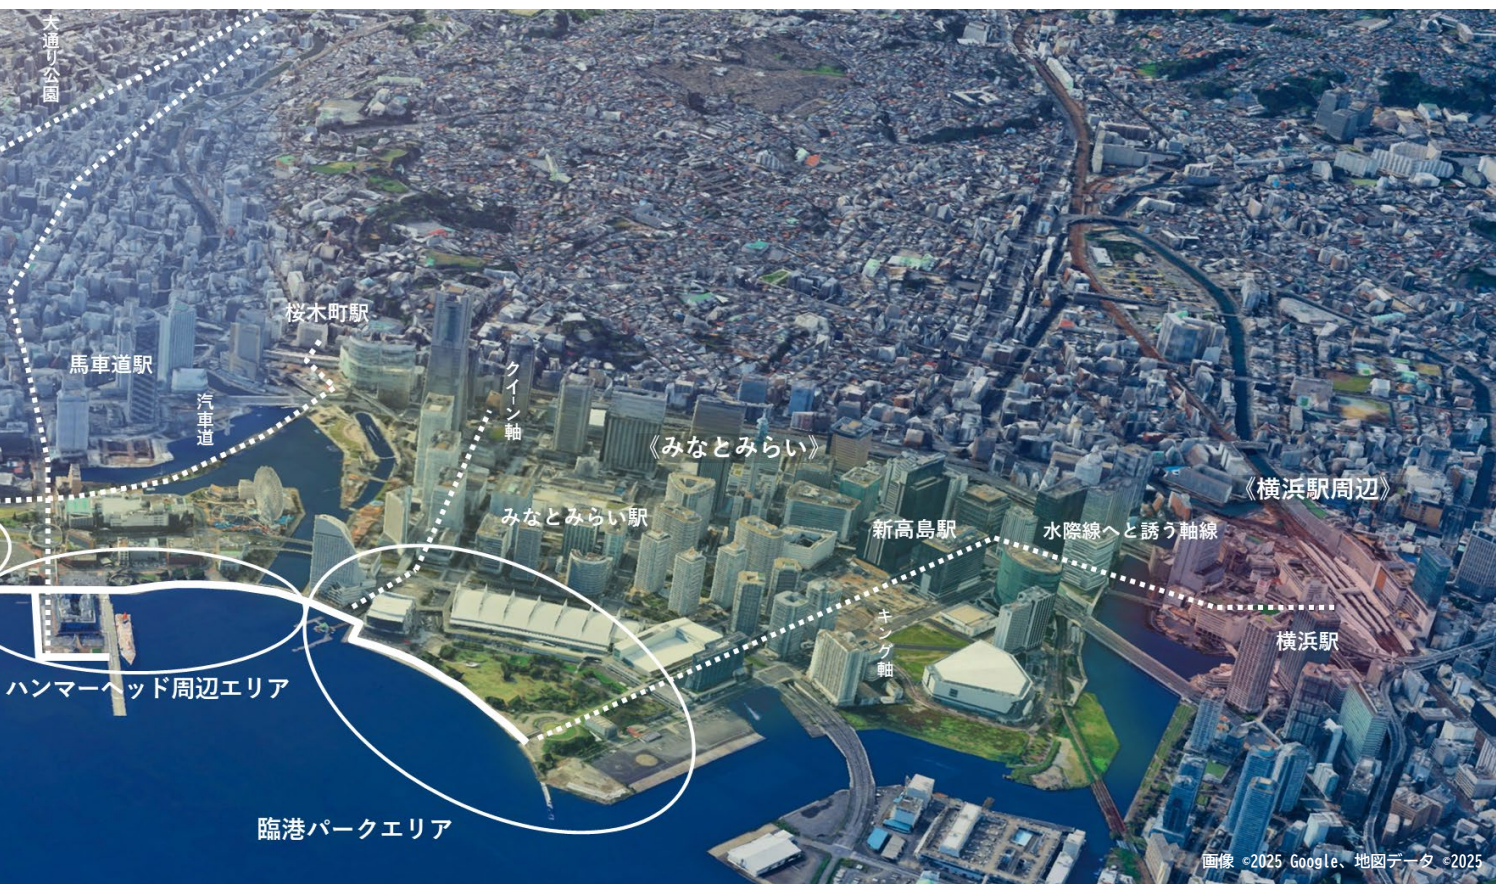 大通り公園
桜木町駅
馬車道駅
汽車道
クイーン軸
《みなとみらい》
《横浜駅周辺》
みなとみらい駅
新高島駅
水際線へと誘う軸線
キング軸
横浜駅
ハンマーヘッド周辺エリア
臨港パークエリア
画像 ©2025 Google、地図データ ©2025